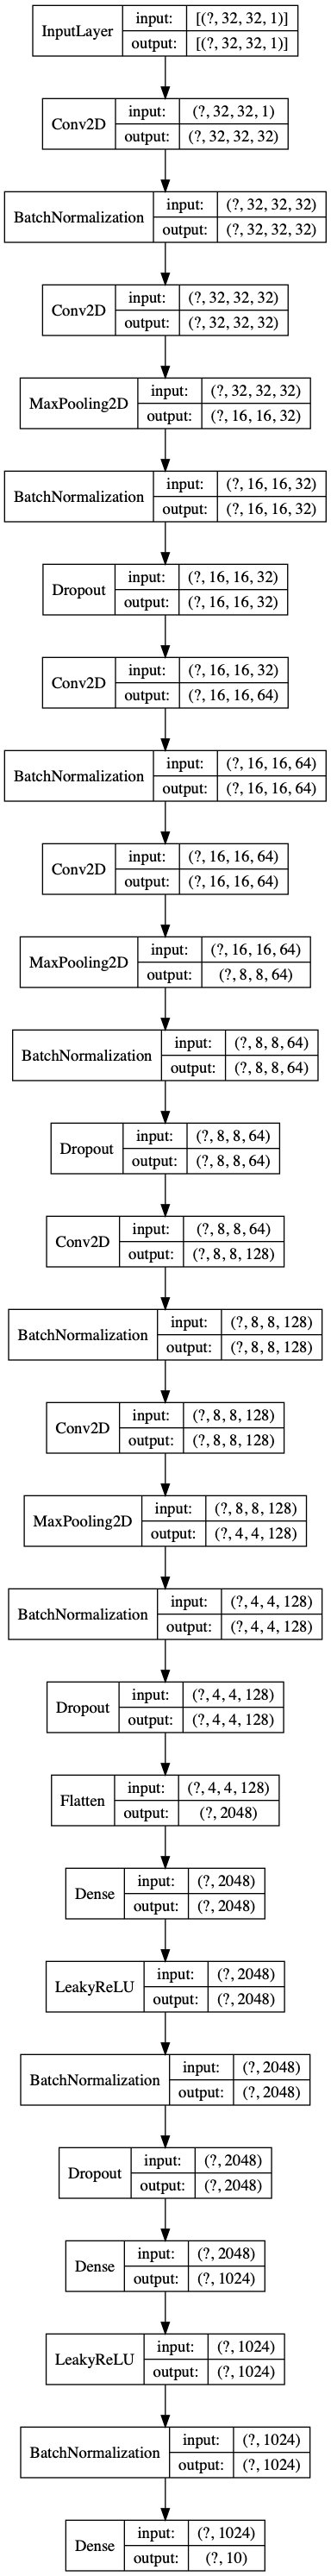 InputLayer input: [(?, 32, 32, 1)]
output: [(?, 32, 32, 1)]
Conv2D input: (?, 32, 32, 1)
output: (?, 32, 32, 32)
BatchNormalization input: (?, 32, 32, 32)
output: (?, 32, 32, 32)
Conv2D input: (?, 32, 32, 32)
output: (?, 32, 32, 32)
MaxPooling2D input: (?, 32, 32, 32)
output: (?, 16, 16, 32)
BatchNormalization input: (?, 16, 16, 32)
output: (?, 16, 16, 32)
Dropout input: (?, 16, 16, 32)
output: (?, 16, 16, 32)
Conv2D input: (?, 16, 16, 32)
output: (?, 16, 16, 64)
BatchNormalization input: (?, 16, 16, 64)
output: (?, 16, 16, 64)
Conv2D input: (?, 16, 16, 64)
output: (?, 16, 16, 64)
MaxPooling2D input: (?, 16, 16, 64)
output: (?, 8, 8, 64)
BatchNormalization input: (?, 8, 8, 64)
output: (?, 8, 8, 64)
Dropout input: (?, 8, 8, 64)
output: (?, 8, 8, 64)
Conv2D input: (?, 8, 8, 64)
output: (?, 8, 8, 128)
BatchNormalization input: (?, 8, 8, 128)
output: (?, 8, 8, 128)
Conv2D input: (?, 8, 8, 128)
output: (?, 8, 8, 128)
MaxPooling2D input: (?, 8, 8, 128)
output: (?, 4, 4, 128)
BatchNormalization input: (?, 4, 4, 128)
output: (?, 4, 4, 128)
Dropout input: (?, 4, 4, 128)
output: (?, 4, 4, 128)
Flatten input: (?, 4, 4, 128)
output: (?, 2048)
Dense input: (?, 2048)
output: (?, 2048)
LeakyReLU input: (?, 2048)
output: (?, 2048)
BatchNormalization input: (?, 2048)
output: (?, 2048)
Dropout input: (?, 2048)
output: (?, 2048)
Dense input: (?, 2048)
output: (?, 1024)
LeakyReLU input: (?, 1024)
output: (?, 1024)
BatchNormalization input: (?, 1024)
output: (?, 1024)
Dense input: (?, 1024)
output: (?, 10)